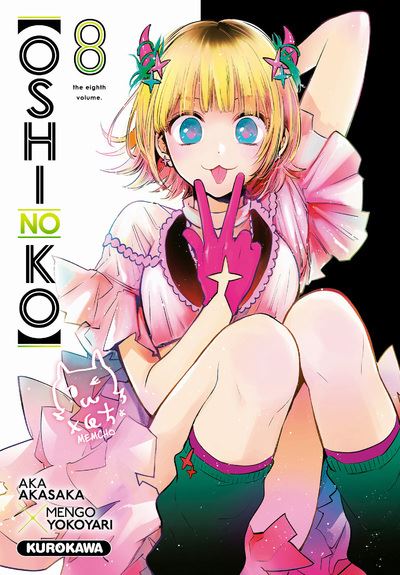 【OSHI NO KO】
8
the eighth
volume.
MEMCHO
AKA
AKASAKA
×MENGO
YOKOYARI
KUROKAWA